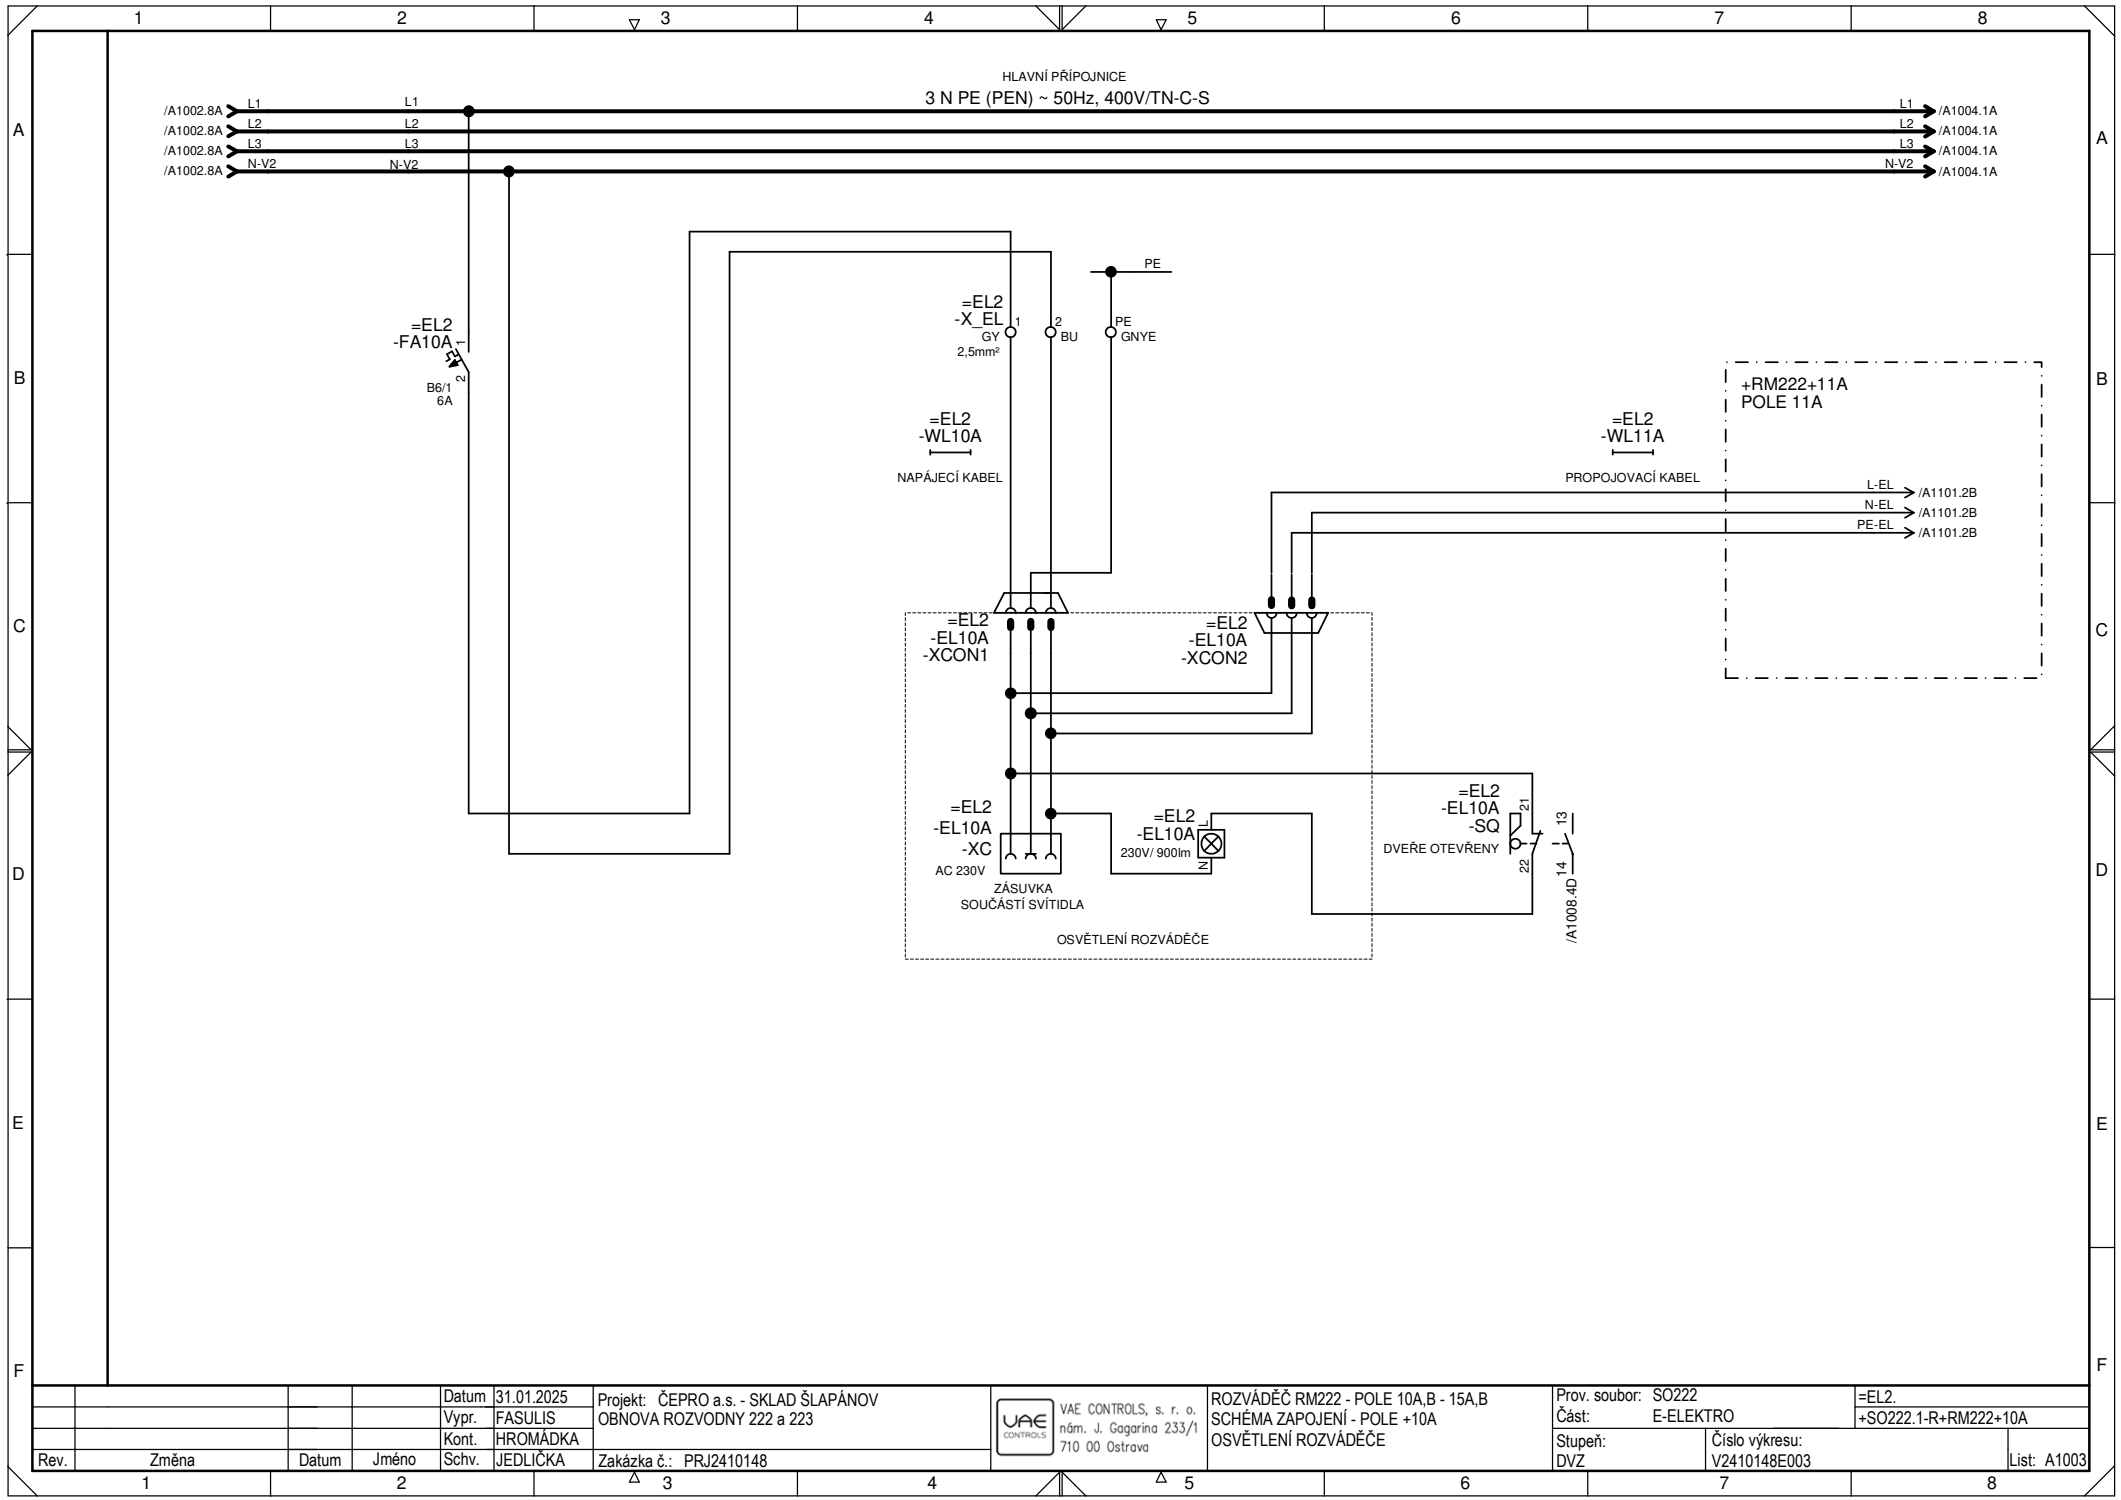 1 2 3 4 5 6 7 8
HLAVNÍ PŘÍPOJNICE
3 N PE (PEN) ~ 50Hz, 400V/TN-C-S
/A1002.8A L1 L1 L1 /A1004.1A
/A1002.8A L2 L2 L2 /A1004.1A
/A1002.8A L3 L3 L3 /A1004.1A
/A1002.8A N-V2 N-V2 N-V2 /A1004.1A
A A
PE
=EL2
-FA10A
1
2
B6/1
6A
=EL2
-X_EL
GY
2,5mm²
1
2
BU
PE
GNYE
B B
+RM222+11A
POLE 11A
=EL2
-WL10A
NAPÁJECÍ KABEL
=EL2
-WL11A
PROPOJOVACÍ KABEL
L-EL /A1101.2B
N-EL /A1101.2B
PE-EL /A1101.2B
C C
=EL2
-EL10A
-XCON1
=EL2
-EL10A
-XCON2
=EL2
-EL10A
-XC
AC 230V
ZÁSUVKA
SOUČÁSTÍ SVÍTIDLA
=EL2
-EL10A
230V/ 900lm
L
N
=EL2
-EL10A
-SQ
DVEŘE OTEVŘENY
21
22
13
14
/A1008.4D
D D
OSVĚTLENÍ ROZVÁDĚČE
E E
F F
Datum 31.01.2025
Vypr. FASULIS
Kont. HROMÁDKA
Rev. Změna Datum Jméno Schv. JEDLIČKA
Projekt: ČEPRO a.s. - SKLAD ŠLAPÁNOV
OBNOVA ROZVODNY 222 a 223
Zakázka č.: PRJ2410148
VAE
CONTROLS
VAE CONTROLS, s. r. o.
nám. J. Gagarina 233/1
710 00 Ostrava
ROZVÁDĚČ RM222 - POLE 10A,B - 15A,B
SCHÉMA ZAPOJENÍ - POLE +10A
OSVĚTLENÍ ROZVÁDĚČE
Prov. soubor: SO222
Část: E-ELEKTRO
Stupeň:
DVZ
=EL2.
+SO222.1-R+RM222+10A
Číslo výkresu:
V2410148E003
List: A1003
1 2 3 4 5 6 7 8